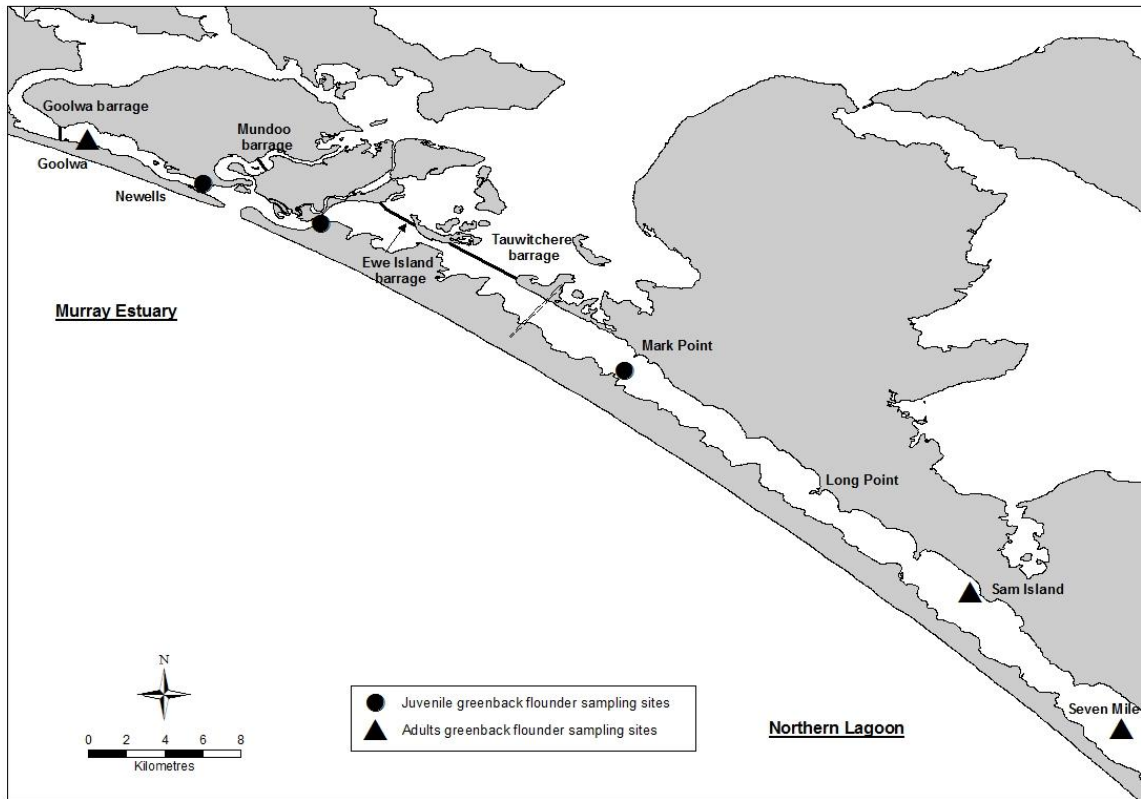 Goolwa barrage
Goolwa
Mundoo
barrage
Newells
Ewe Island
barrage
Tauwitchere
barrage
Murray Estuary
Mark Point
Long Point
Sam Island
Seven Mile
Northern Lagoon
N
0 2 4 6 8
Kilometres
Juvenile greenback flounder sampling sites
Adults greenback flounder sampling sites